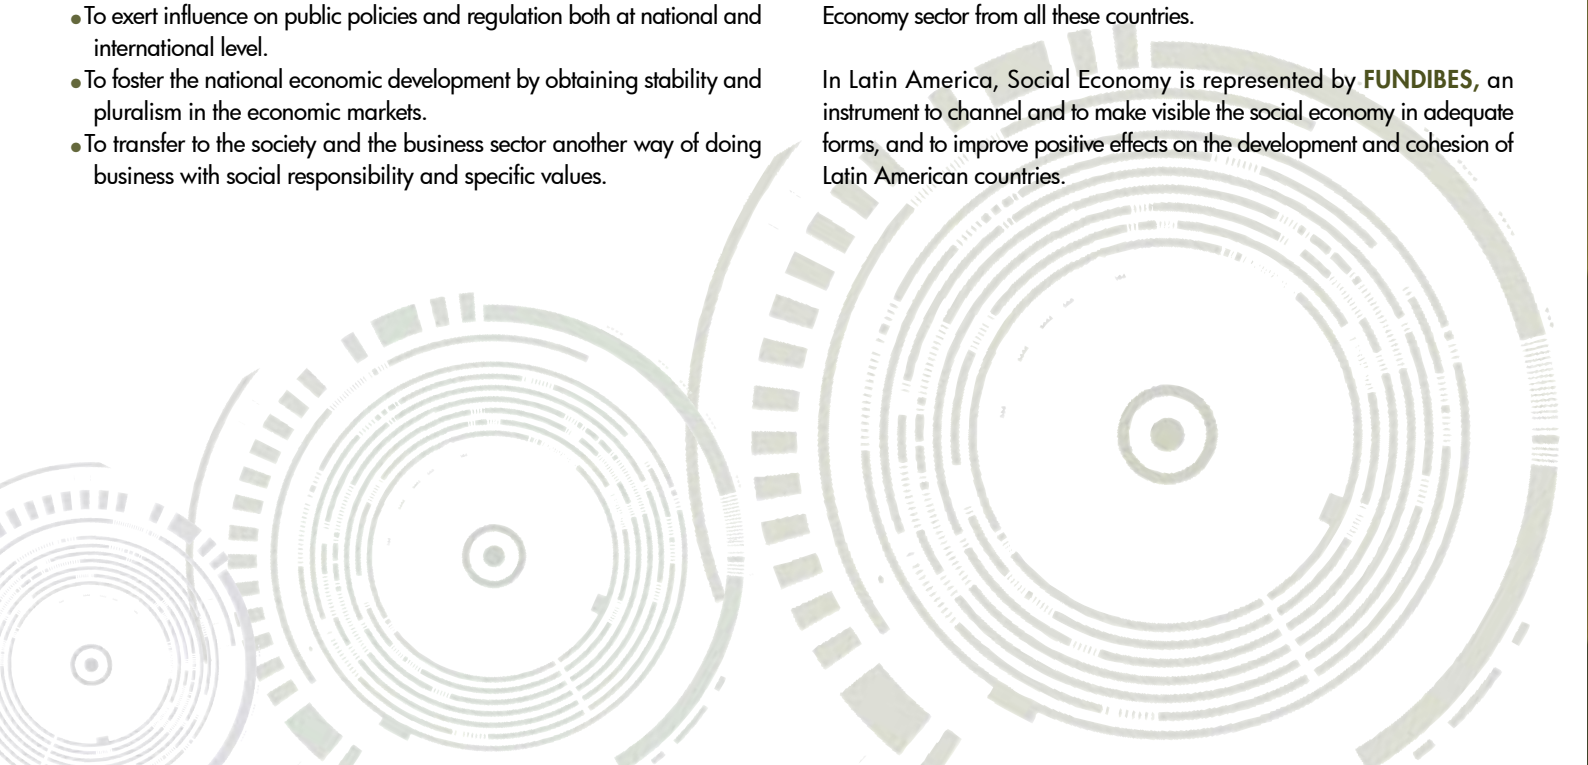 ● To exert influence on public policies and regulation both at national and
international level.
● To foster the national economic development by obtaining stability and
pluralism in the economic markets.
● To transfer to the society and the business sector another way of doing
business with social responsibility and specific values.
Economy sector from all these countries.
In Latin America, Social Economy is represented by FUNDIBES, an
instrument to channel and to make visible the social economy in adequate
forms, and to improve positive effects on the development and cohesion of
Latin American countries.